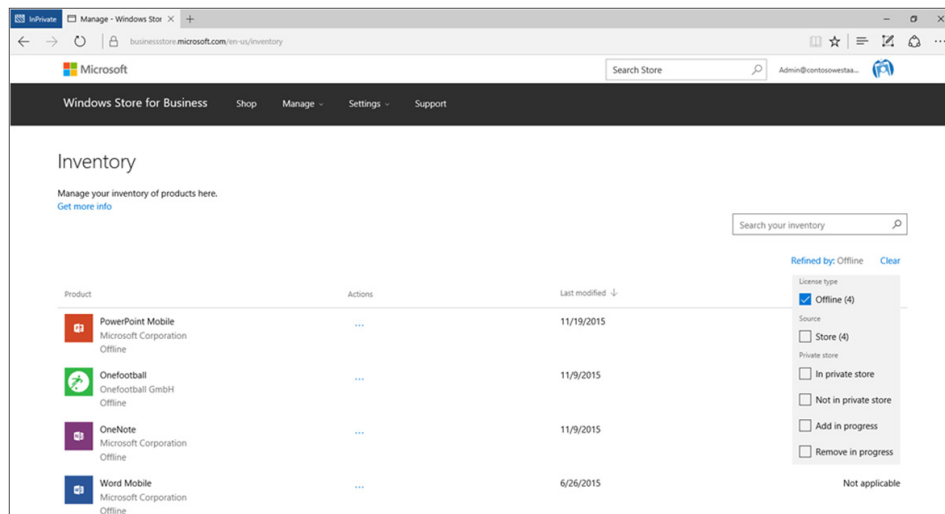 InPrivate
Manage - Windows Stor
businessstore.microsoft.com/en-us/inventory
Microsoft
Search Store
Admin@contosowestaa...
Windows Store for Business
Shop
Manage
Settings
Support
Inventory
Manage your inventory of products here.
Get more info
Search your inventory
Refined by: Offline
Clear
Product
Actions
Last modified
License type
Offline (4)
Source
Store (4)
Private store
In private store
Not in private store
Add in progress
Remove in progress
PowerPoint Mobile
Microsoft Corporation
Offline
...
11/19/2015
Onefootball
Onefootball GmbH
Offline
...
11/9/2015
OneNote
Microsoft Corporation
Offline
...
11/9/2015
Word Mobile
Microsoft Corporation
Offline
...
6/26/2015
Not applicable